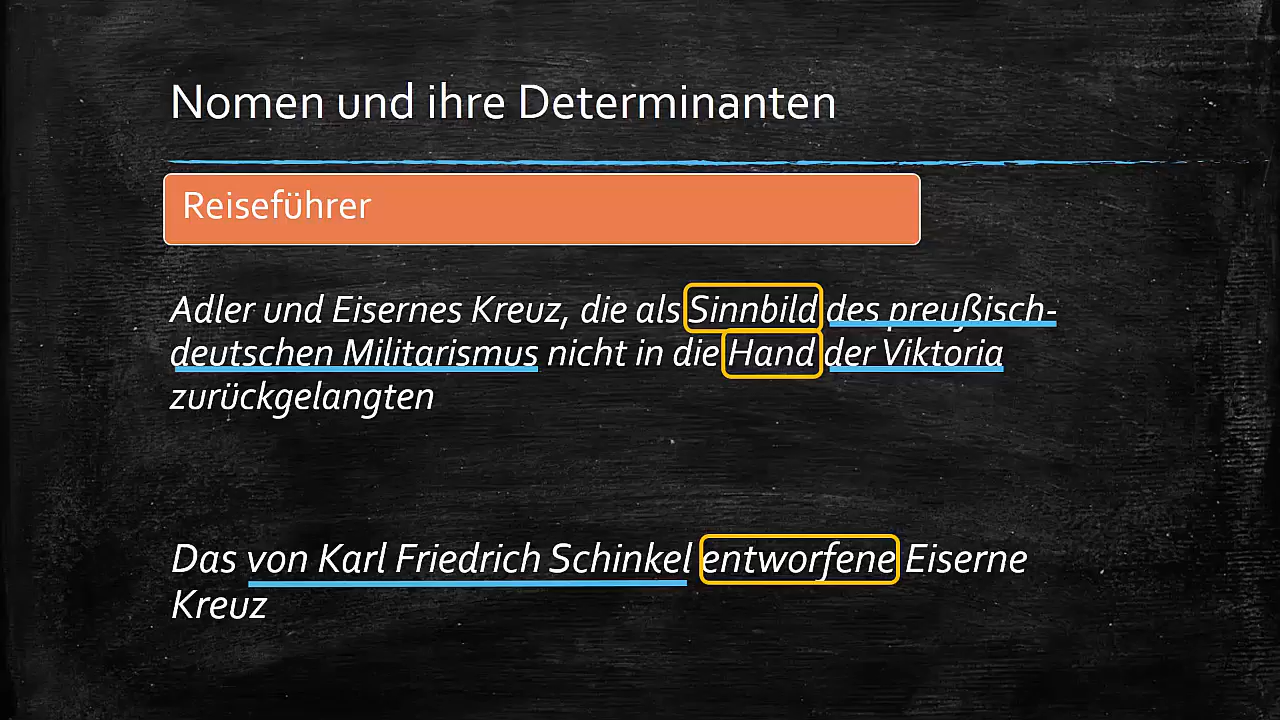 Nomen und ihre Determinanten
Reiseführer
Adler und Eisernes Kreuz, die als Sinnbild des preußisch-
deutschen Militarismus nicht in die Hand der Viktoria
zurückgelangten
Das von Karl Friedrich Schinkel entworfene Eiserne
Kreuz